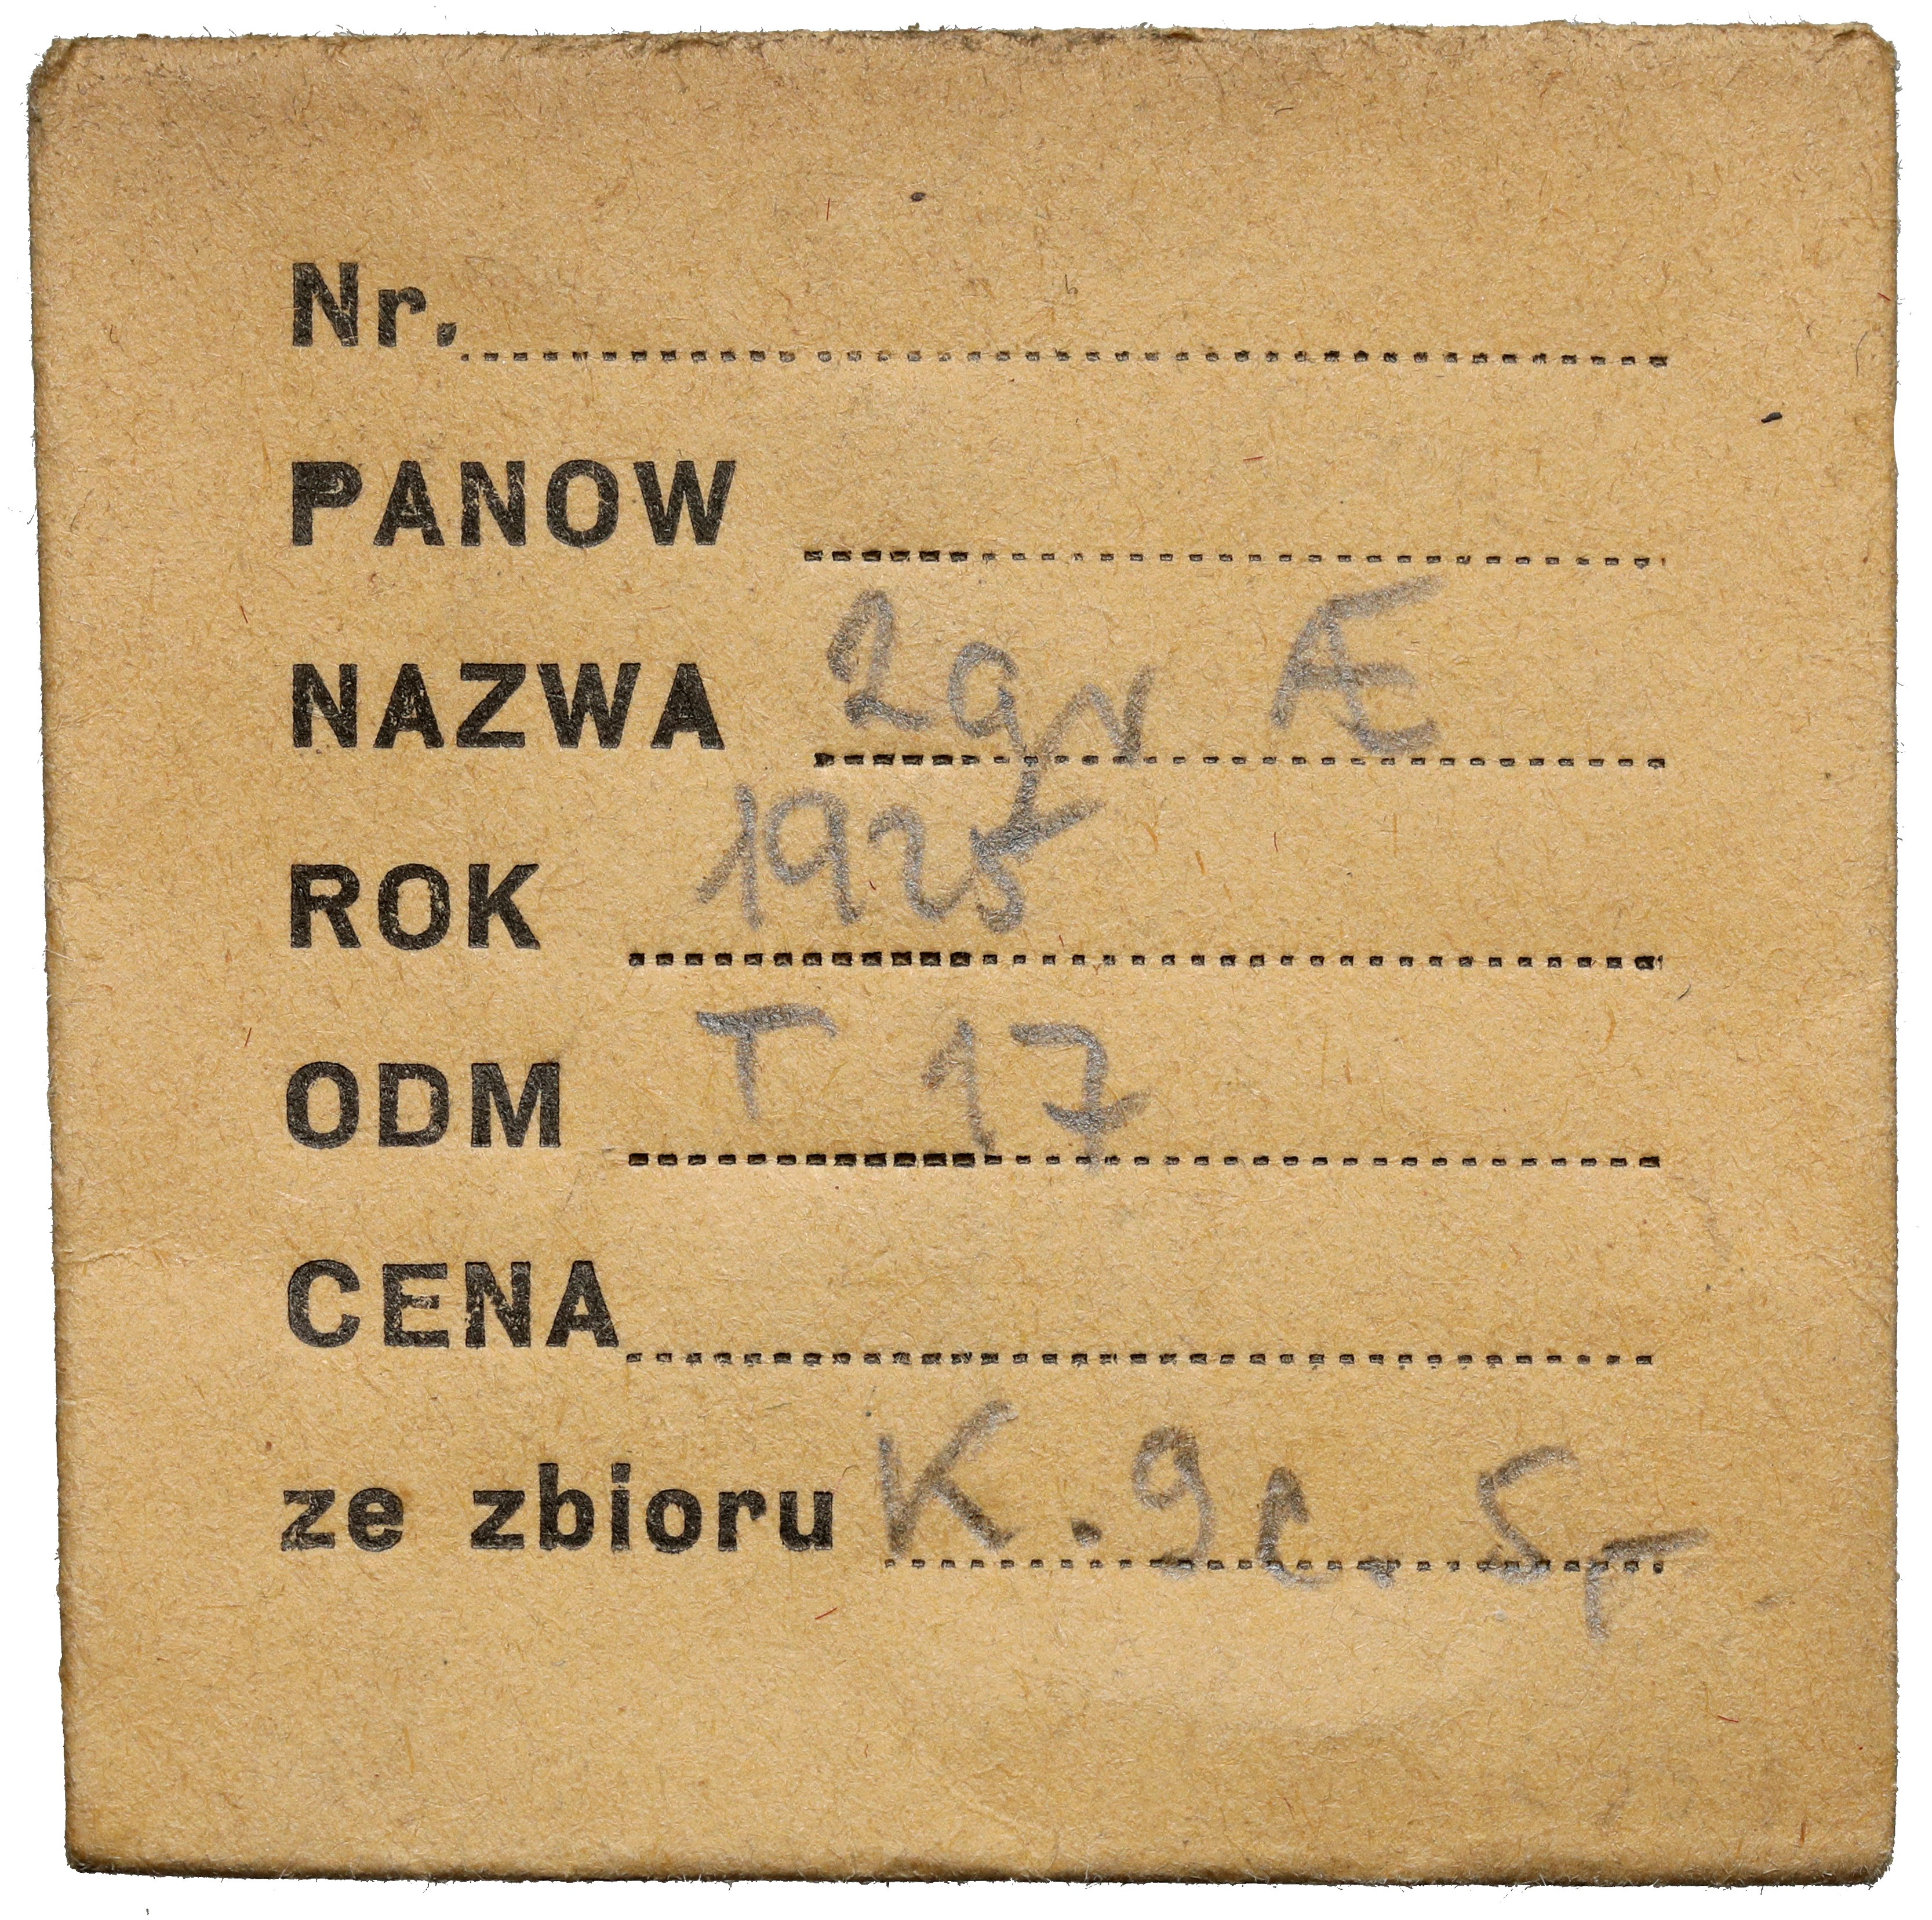 Nr.
PANOW
NAZWA 2gr Æ
ROK 1925
ODM T 17
CENA
ze zbioru K.